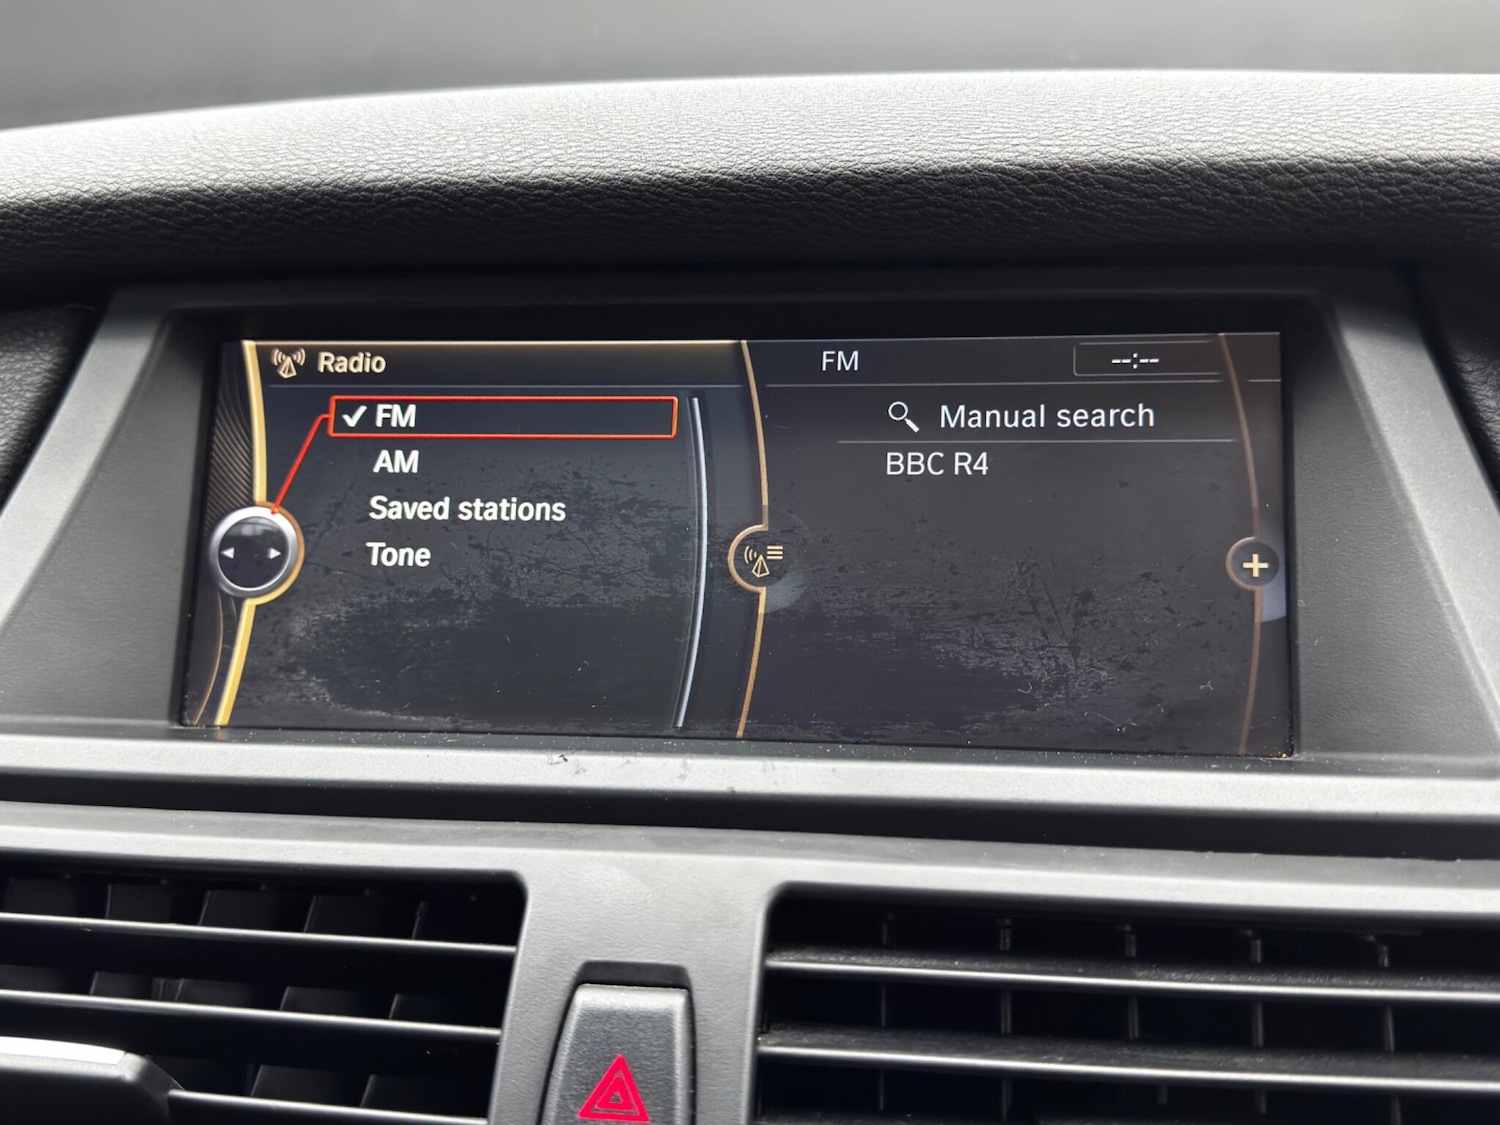 Radio
FM
AM
Saved stations
Tone
FM
--:--
Manual search
BBC R4